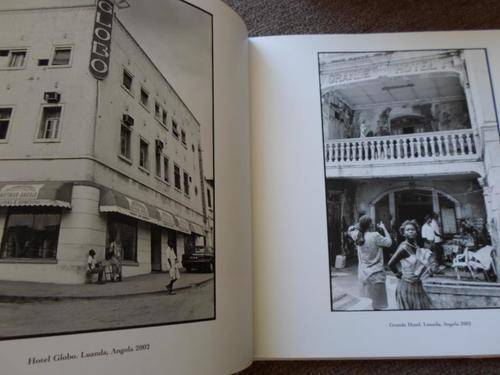 GLOBO
Hotel Globo. Luanda, Angola 2002
GRANDE HOTEL
Grande Hotel. Luanda, Angola 2002